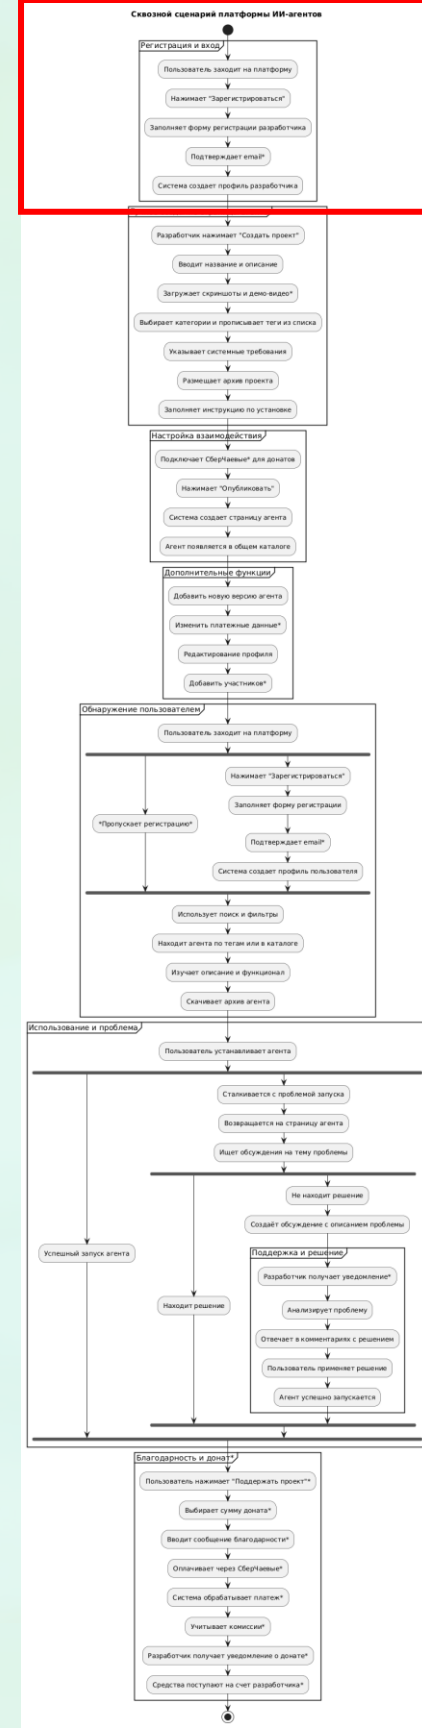 Сквозной сценарий платформы ИИ-агентов
Регистрация и вход
Пользователь заходит на платформу
Нажимает "Зарегистрироваться"
Заполняет форму регистрации разработчика
Подтверждает email*
Система создает профиль разработчика
Разработчик нажимает "Создать проект"
Вводит название и описание
Загружает скриншоты и демо-видео*
Выбирает категории и прописывает теги из списка
Указывает системные требования
Размещает архив проекта
Заполняет инструкцию по установке
Настройка взаимодействия
Подключает СберЧаевые* для донатов
Нажимает "Опубликовать"
Система создает страницу агента
Агент появляется в общем каталоге
Дополнительные функции
Добавить новую версию агента
Изменить платежные данные*
Редактирование профиля
Добавить участников*
Обнаружение пользователем
Пользователь заходит на платформу
Нажимает "Зарегистрироваться"
Заполняет форму регистрации
*Пропускает регистрацию*
Подтверждает email*
Система создает профиль пользователя
Использует поиск и фильтры
Находит агента по тегам или в каталоге
Изучает описание и функционал
Скачивает архив агента
Использование и проблема
Пользователь устанавливает агента
Сталкивается с проблемой запуска
Возвращается на страницу агента
Ищет обсуждения на тему проблемы
Не находит решение
Создаёт обсуждение с описанием проблемы
Успешный запуск агента
Поддержка и решение
Разработчик получает уведомление*
Находит решение
Анализирует проблему
Отвечает в комментариях с решением
Пользователь применяет решение
Агент успешно запускается
Благодарность и донат*
Пользователь нажимает "Поддержать проект"*
Выбирает сумму доната*
Вводит сообщение благодарности*
Оплачивает через СберЧаевые*
Система обрабатывает платеж*
Учитывает комиссии*
Разработчик получает уведомление о донате*
Средства поступают на счет разработчика*